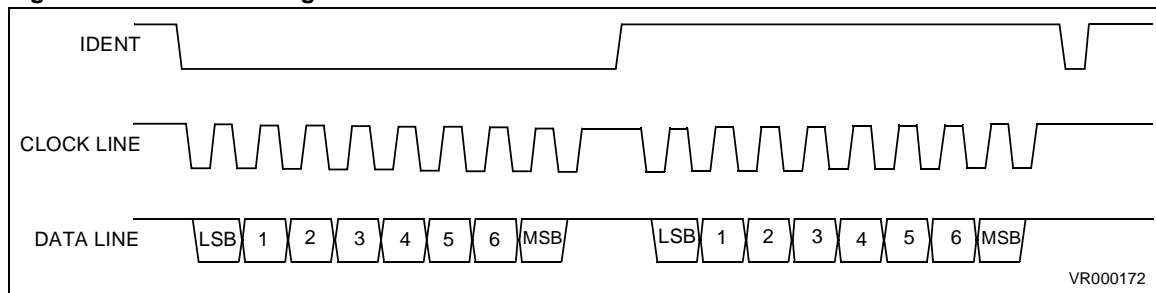 IDENT
CLOCK LINE
DATA LINE LSB 1 2 3 4 5 6 MSB LSB 1 2 3 4 5 6 MSB
VR000172